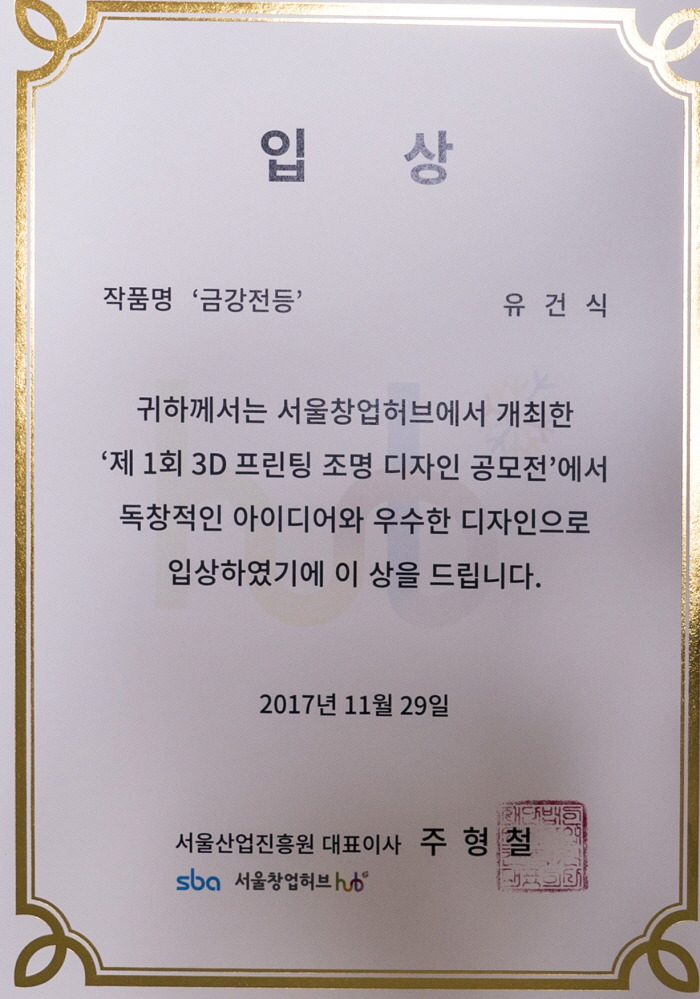 입 상
작품명 ‘금강전등’ 유 건 식
귀하께서는 서울창업허브에서 개최한
‘제 1회 3D 프린팅 조명 디자인 공모전’에서
독창적인 아이디어와 우수한 디자인으로
입상하였기에 이 상을 드립니다.
2017년 11월 29일
서울산업진흥원 대표이사 주 형 철
sba 서울창업허브 hub